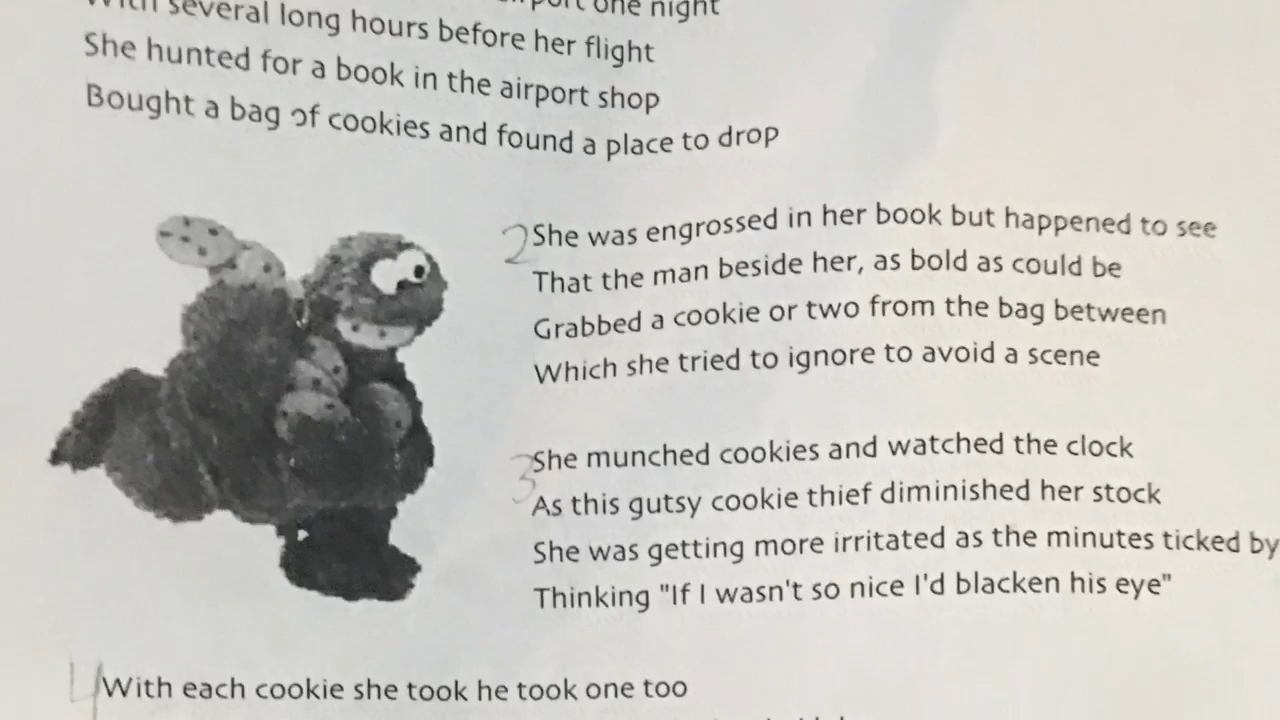 one night
With several long hours before her flight
She hunted for a book in the airport shop
Bought a bag of cookies and found a place to drop
2 She was engrossed in her book but happened to see
That the man beside her, as bold as could be
Grabbed a cookie or two from the bag between
Which she tried to ignore to avoid a scene
3 She munched cookies and watched the clock
As this gutsy cookie thief diminished her stock
She was getting more irritated as the minutes ticked by
Thinking "If I wasn't so nice I'd blacken his eye"
4 With each cookie she took he took one too